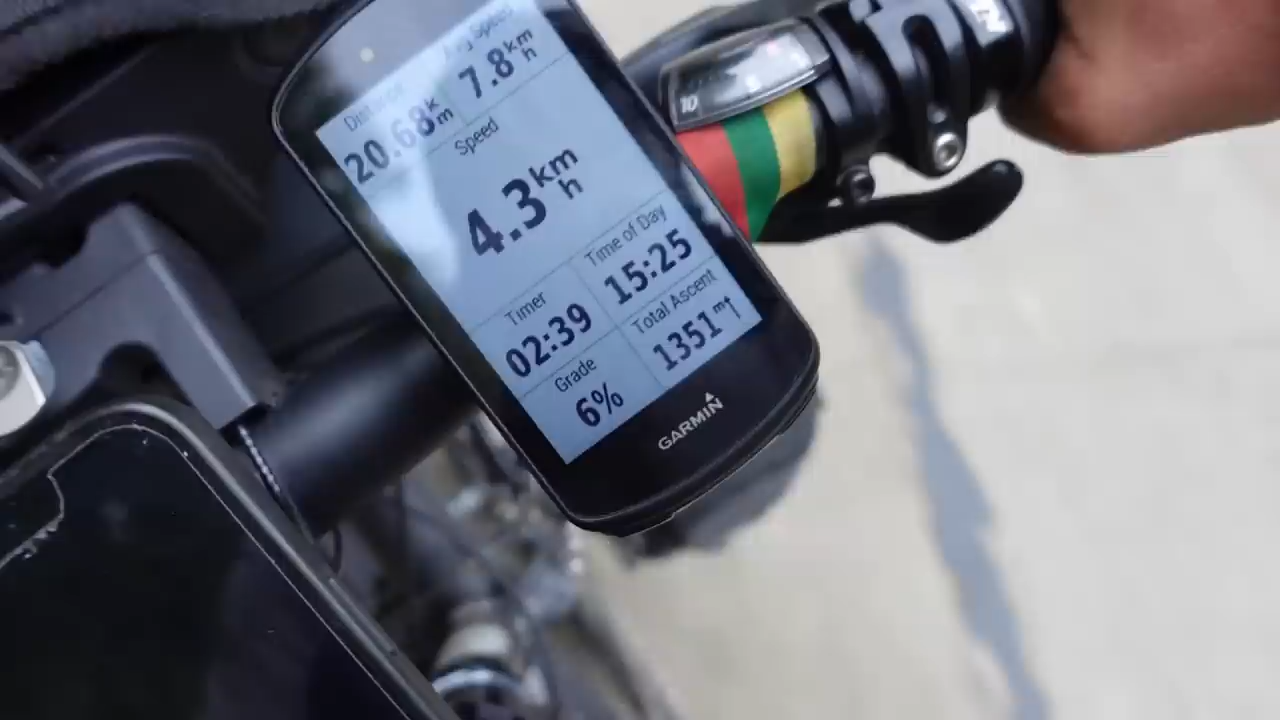 Distance
20.68 km
Avg Speed
7.8 km/h
Speed
4.3 km/h
Timer
02:39
Time of Day
15:25
Grade
6%
Total Ascent
1351 m↑
GARMIN
10